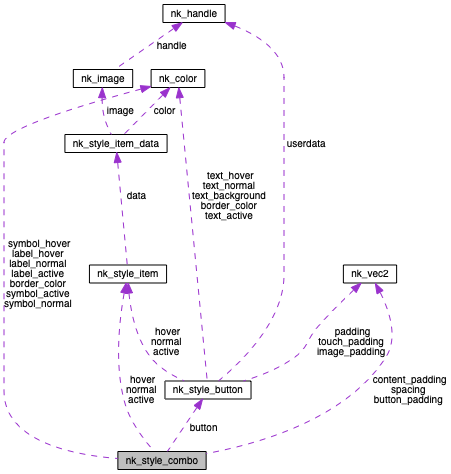 nk_handle
handle
nk_image
nk_color
image
color
nk_style_item_data
userdata
text_hover
text_normal
text_background
border_color
text_active
data
symbol_hover
label_hover
label_normal
label_active
border_color
symbol_active
symbol_normal
nk_style_item
nk_vec2
hover
normal
active
padding
touch_padding
image_padding
nk_style_button
hover
normal
active
content_padding
spacing
button_padding
button
nk_style_combo